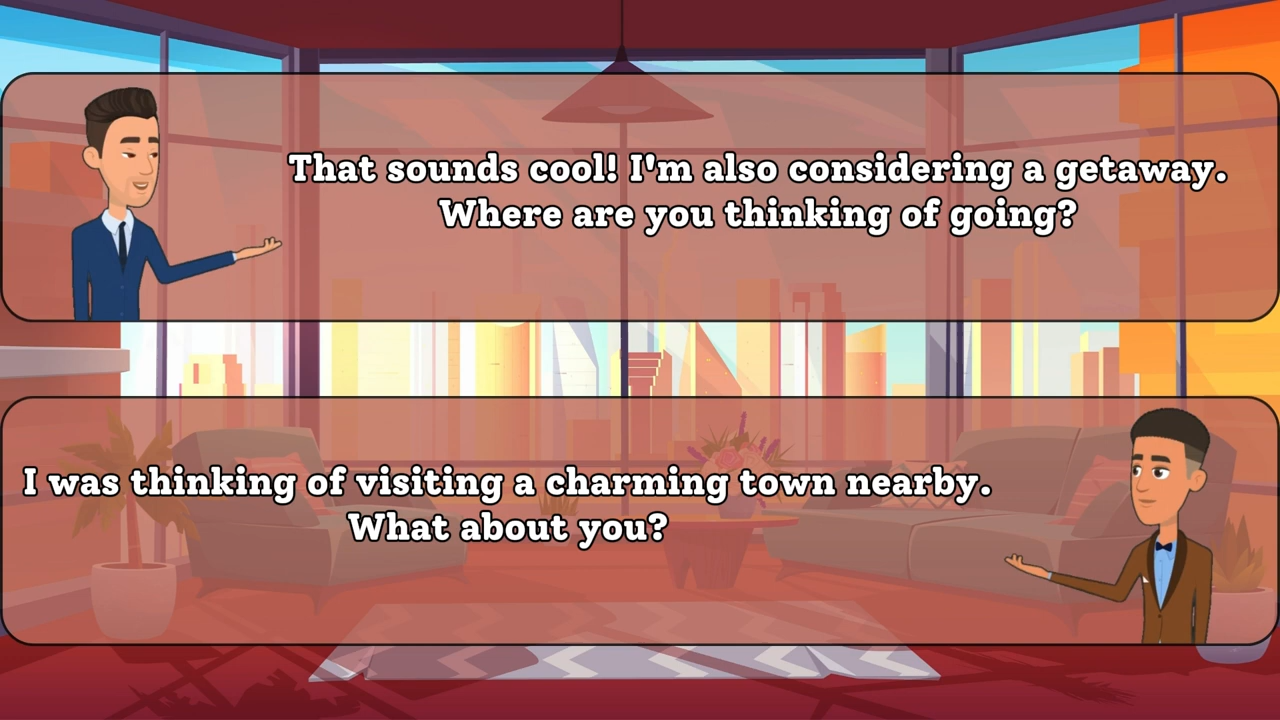 That sounds cool! I'm also considering a getaway.
Where are you thinking of going?
I was thinking of visiting a charming town nearby.
What about you?